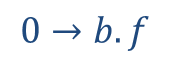 0 → b.f